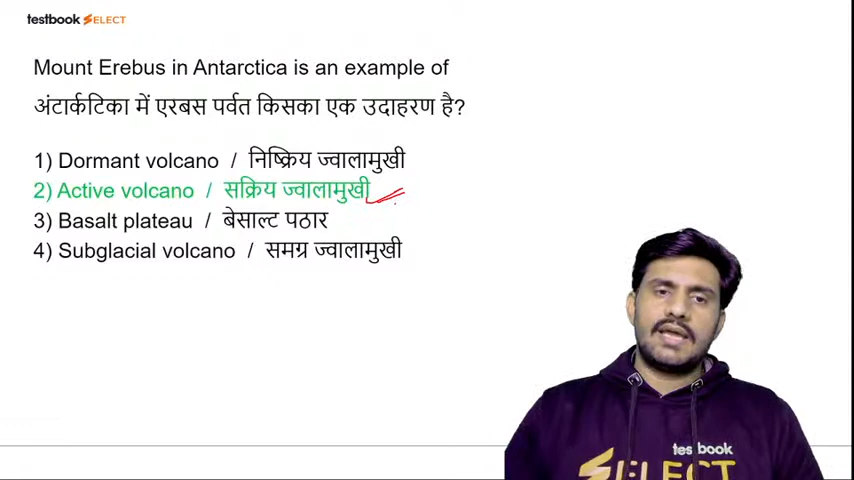 testbook SELECT
Mount Erebus in Antarctica is an example of
अंटार्कटिका में एरबस पर्वत किसका एक उदाहरण है?
1) Dormant volcano / निष्क्रिय ज्वालामुखी
2) Active volcano / सक्रिय ज्वालामुखी
3) Basalt plateau / बेसाल्ट पठार
4) Subglacial volcano / समग्र ज्वालामुखी
testbook
SELECT